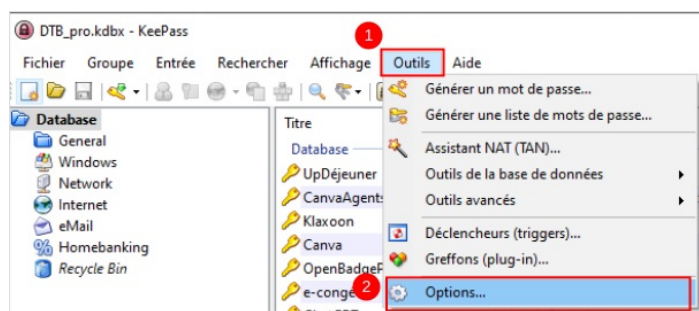 DTB_pro.kdbx - KeePass
1
Fichier Groupe Entrée Rechercher Affichage Outils Aide
Database
General
Windows
Network
Internet
eMail
Homebanking
Recycle Bin
Titre
Database
UpDéjeuner
CanvaAgents
Klaxoon
Canva
OpenBadgeP
e-congé
Générer un mot de passe...
Générer une liste de mots de passe...
Assistant NAT (TAN)...
Outils de la base de données
Outils avancés
Déclencheurs (triggers)...
Greffons (plug-in)...
2
Options...